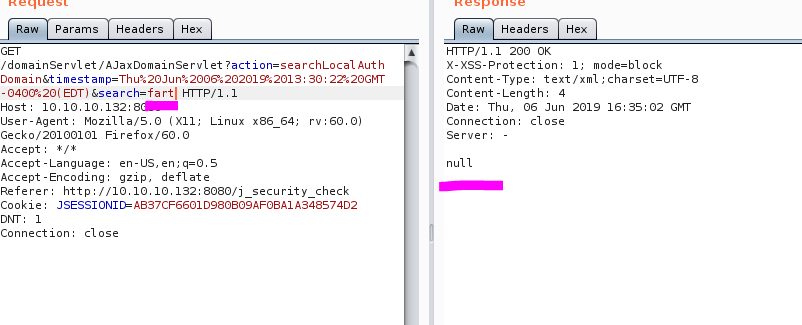 Request
Response
Raw Params Headers Hex
Raw Headers Hex
GET
/domainServlet/AJaxDomainServlet?action=searchLocalAuth
Domain&timestamp=Thu%20Jun%2006%202019%2013:30:22%20GMT
-0400%20(EDT)&search=fart HTTP/1.1
Host: 10.10.10.132:8080
User-Agent: Mozilla/5.0 (X11; Linux x86_64; rv:60.0)
Gecko/20100101 Firefox/60.0
Accept: */*
Accept-Language: en-US,en;q=0.5
Accept-Encoding: gzip, deflate
Referer: http://10.10.10.132:8080/j_security_check
Cookie: JSESSIONID=AB37CF6601D980B09AF0BA1A348574D2
DNT: 1
Connection: close
HTTP/1.1 200 OK
X-XSS-Protection: 1; mode=block
Content-Type: text/xml;charset=UTF-8
Content-Length: 4
Date: Thu, 06 Jun 2019 16:35:02 GMT
Connection: close
Server: -
null